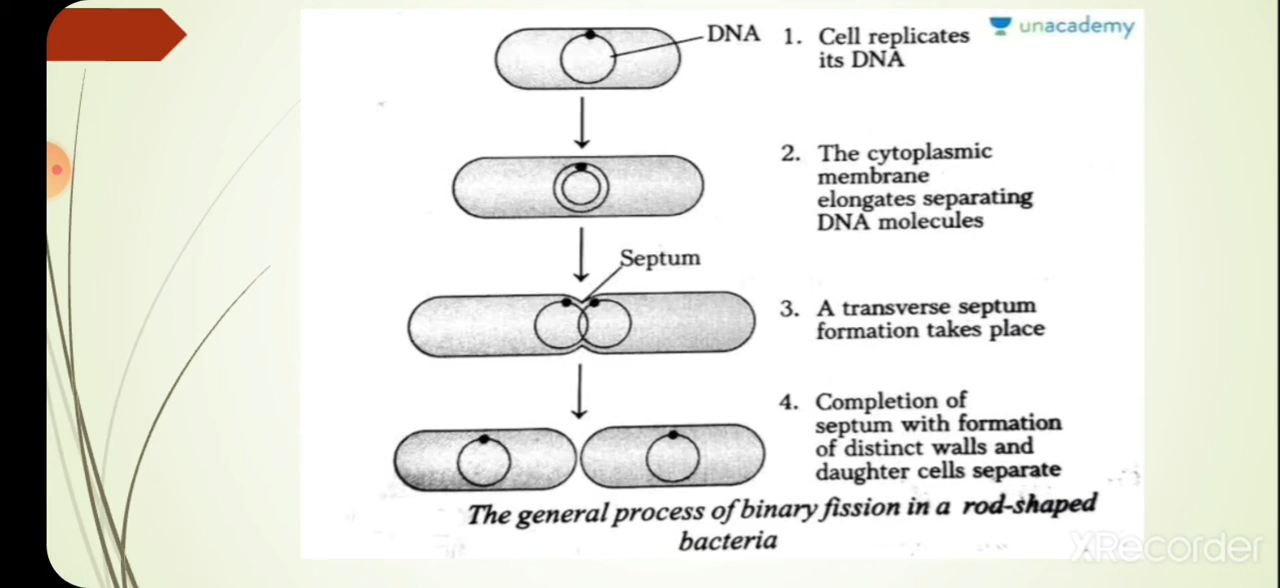 DNA
1. Cell replicates
its DNA
unacademy
2. The cytoplasmic
membrane
elongates separating
DNA molecules
Septum
3. A transverse septum
formation takes place
4. Completion of
septum with formation
of distinct walls and
daughter cells separate
The general process of binary fission in a rod-shaped
bacteria
XRecorder